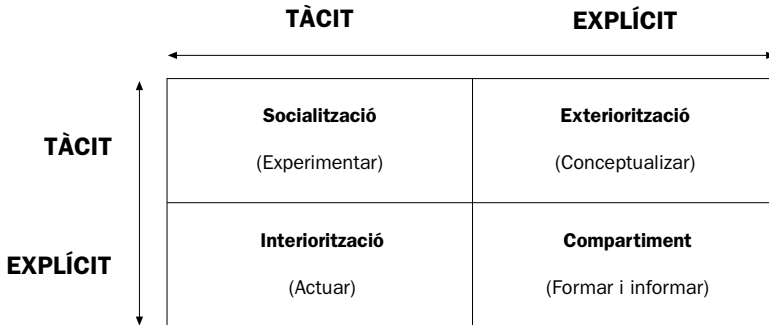 TÀCIT EXPLÍCIT
Socialització Exteriorització
TÀCIT
(Experimentar) (Conceptualizar)
Interiorització Compartiment
EXPLÍCIT
(Actuar) (Formar i informar)